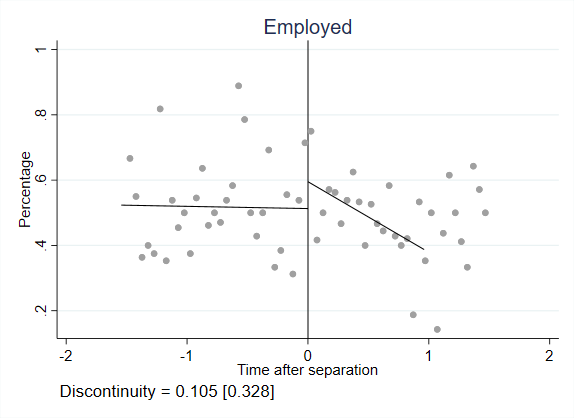 Employed
Percentage
1
.8
.6
.4
.2
-2 -1 0 1 2
Time after separation
Discontinuity = 0.105 [0.328]